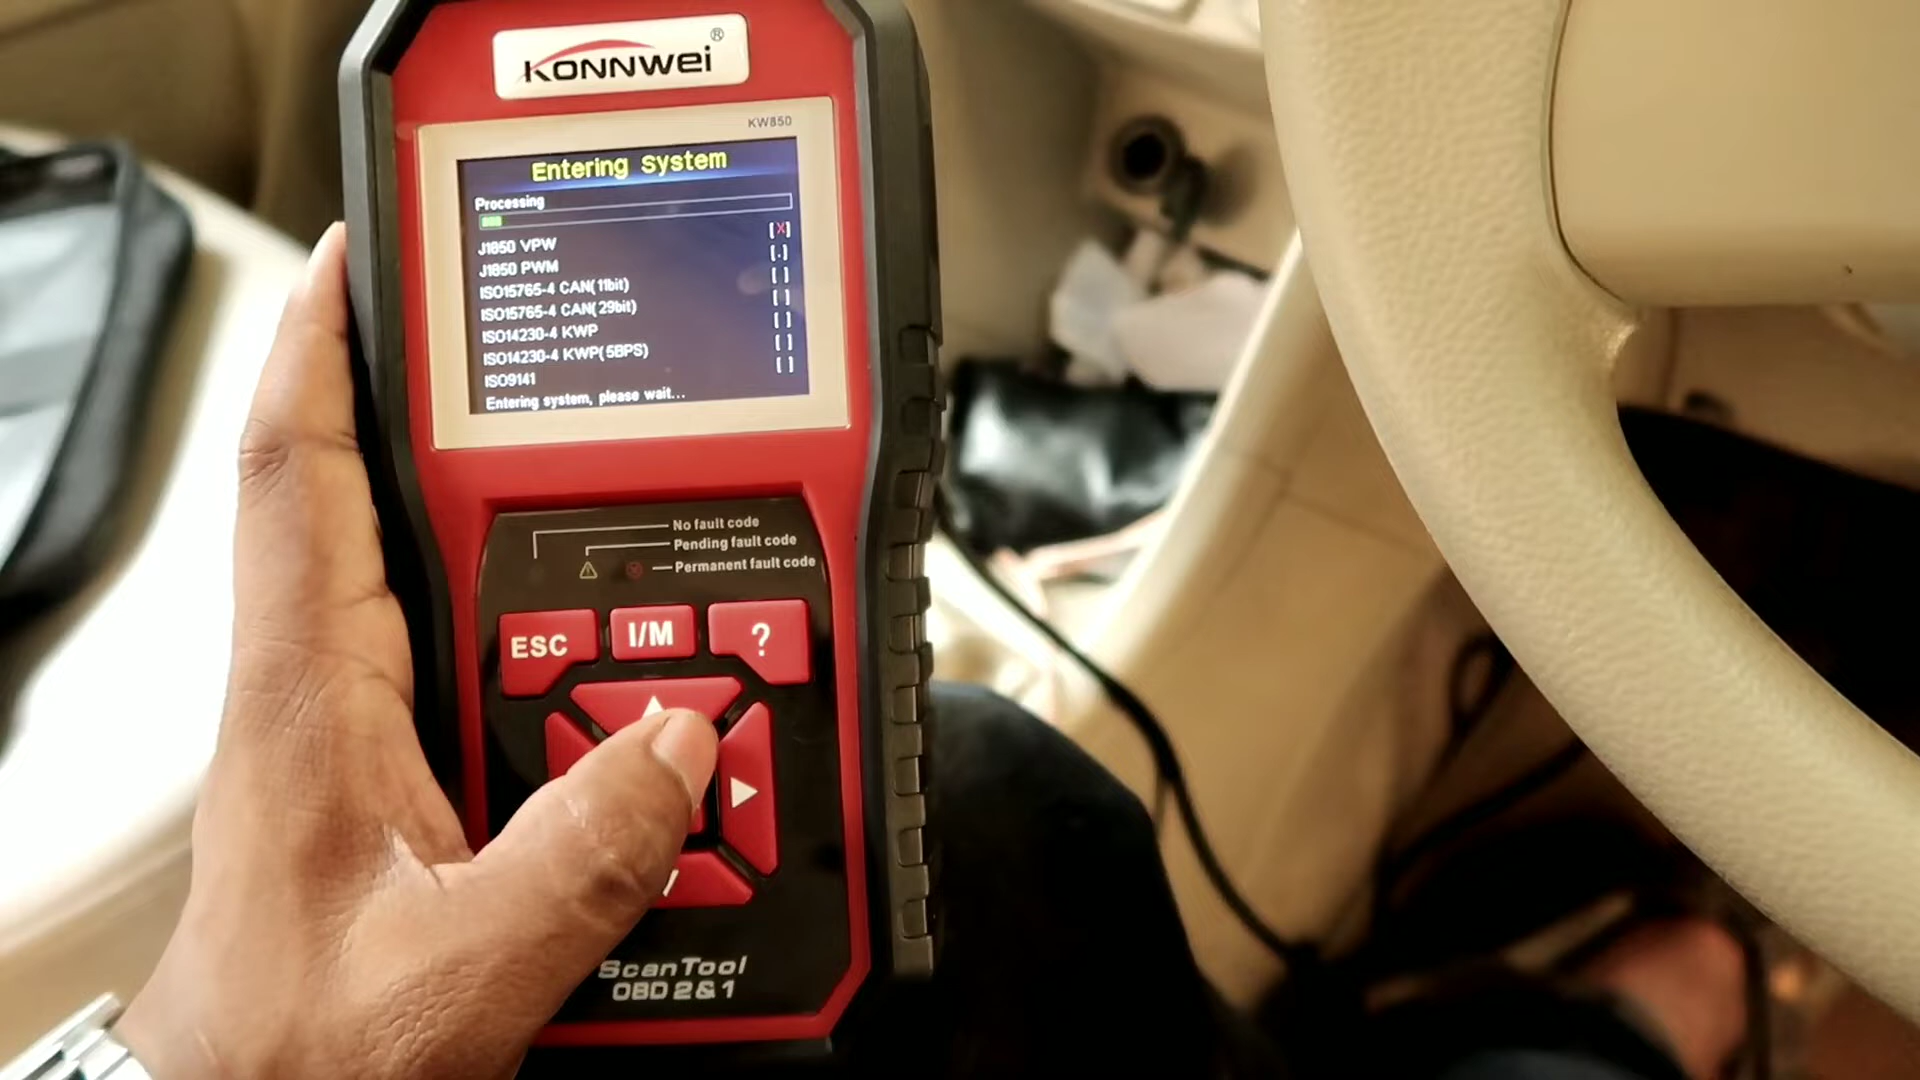 KONNWEI®
KW850
Entering System
Processing
J1850 VPW [X]
J1850 PWM [.]
ISO15765-4 CAN(11bit) [ ]
ISO15765-4 CAN(29bit) [ ]
ISO14230-4 KWP [ ]
ISO14230-4 KWP(5BPS) [ ]
ISO9141 [ ]
Entering system, please wait...
No fault code
Pending fault code
Permanent fault code
ESC I/M ?
ScanTool
OBD2&1